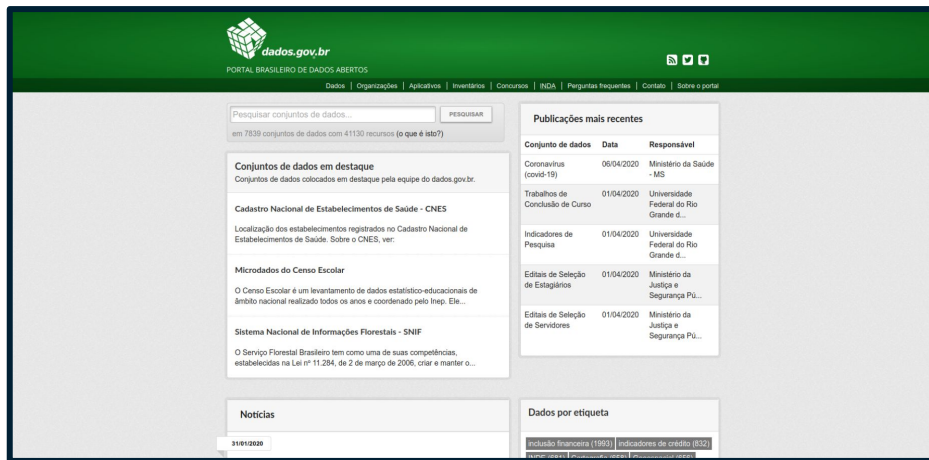 dados.gov.br
PORTAL BRASILEIRO DE DADOS ABERTOS
Dados | Organizações | Aplicativos | Inventários | Concursos | INDA | Perguntas frequentes | Contato | Sobre o portal
Pesquisar conjuntos de dados...
PESQUISAR
em 7839 conjuntos de dados com 41130 recursos (o que é isto?)
Conjuntos de dados em destaque
Conjuntos de dados colocados em destaque pela equipe do dados.gov.br.
Cadastro Nacional de Estabelecimentos de Saúde - CNES
Localização dos estabelecimentos registrados no Cadastro Nacional de
Estabelecimentos de Saúde. Sobre o CNES, ver:
Microdados do Censo Escolar
O Censo Escolar é um levantamento de dados estatístico-educacionais de
âmbito nacional realizado todos os anos e coordenado pelo Inep. Ele...
Sistema Nacional de Informações Florestais - SNIF
O Serviço Florestal Brasileiro tem como uma de suas competências,
estabelecidas na Lei nº 11.284, de 2 de março de 2006, criar e manter o...
Publicações mais recentes
Conjunto de dados Data Responsável
Coronavírus 06/04/2020 Ministério da Saúde
(covid-19) - MS
Trabalhos de 01/04/2020 Universidade
Conclusão de Curso Federal do Rio
Grande d...
Indicadores de 01/04/2020 Universidade
Pesquisa Federal do Rio
Grande d...
Editais de Seleção 01/04/2020 Ministério da
de Estagiários Justiça e
Segurança Pú...
Editais de Seleção 01/04/2020 Ministério da
de Servidores Justiça e
Segurança Pú...
Notícias
31/01/2020
Dados por etiqueta
inclusão financeira (1993) indicadores de crédito (832)
INDE (681) Cartografia (658) Geoespacial (656)